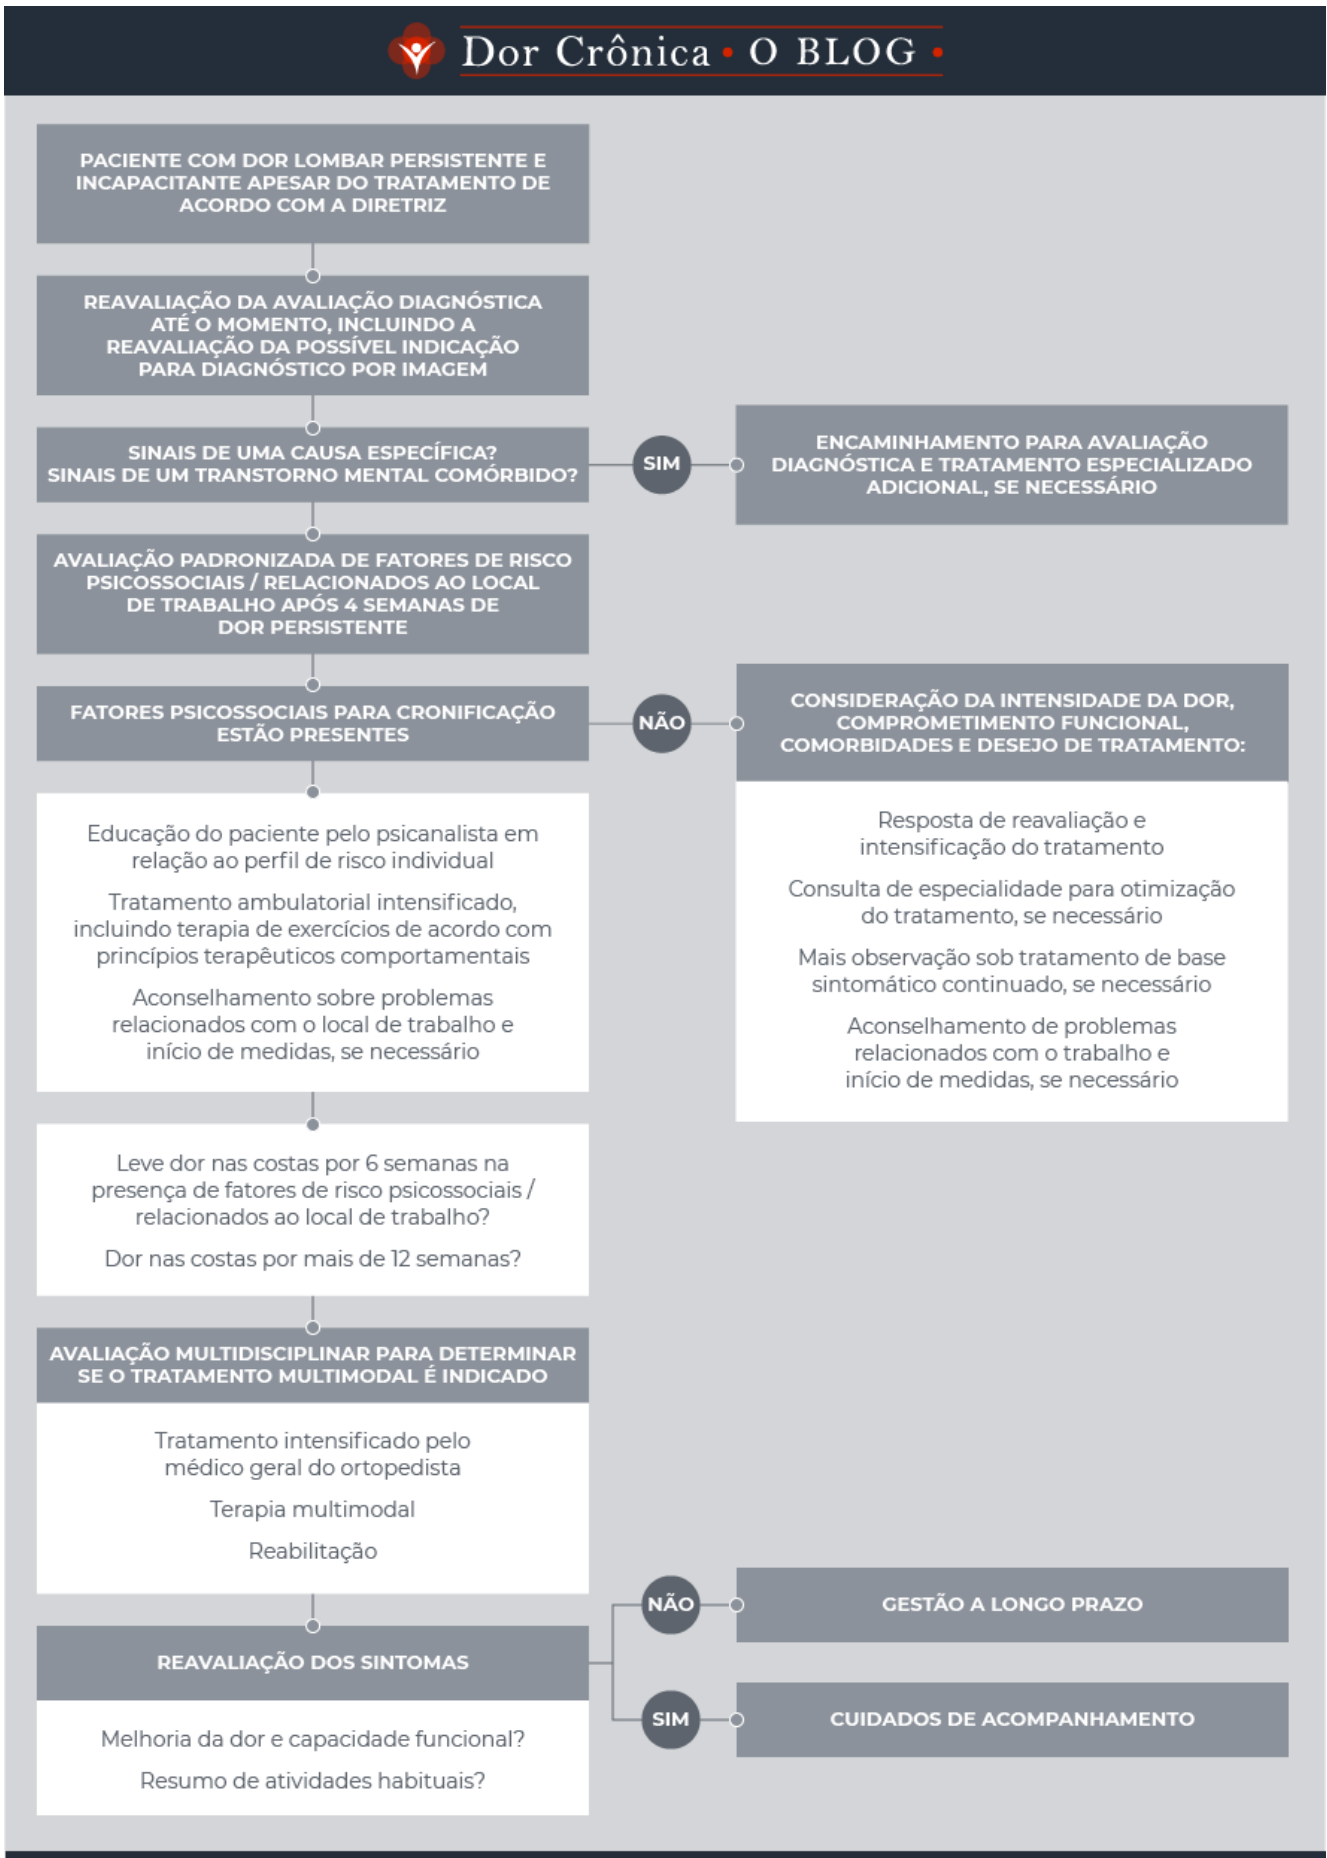 Dor Crônica • O BLOG •
PACIENTE COM DOR LOMBAR PERSISTENTE E
INCAPACITANTE APESAR DO TRATAMENTO DE
ACORDO COM A DIRETRIZ
REAVALIAÇÃO DA AVALIAÇÃO DIAGNÓSTICA
ATÉ O MOMENTO, INCLUINDO A
REAVALIAÇÃO DA POSSÍVEL INDICAÇÃO
PARA DIAGNÓSTICO POR IMAGEM
SINAIS DE UMA CAUSA ESPECÍFICA?
SINAIS DE UM TRANSTORNO MENTAL COMÓRBIDO?
SIM
ENCAMINHAMENTO PARA AVALIAÇÃO
DIAGNÓSTICA E TRATAMENTO ESPECIALIZADO
ADICIONAL, SE NECESSÁRIO
AVALIAÇÃO PADRONIZADA DE FATORES DE RISCO
PSICOSSOCIAIS / RELACIONADOS AO LOCAL
DE TRABALHO APÓS 4 SEMANAS DE
DOR PERSISTENTE
FATORES PSICOSSOCIAIS PARA CRONIFICAÇÃO
ESTÃO PRESENTES
NÃO
CONSIDERAÇÃO DA INTENSIDADE DA DOR,
COMPROMETIMENTO FUNCIONAL,
COMORBIDADES E DESEJO DE TRATAMENTO:
Resposta de reavaliação e
intensificação do tratamento
Consulta de especialidade para otimização
do tratamento, se necessário
Mais observação sob tratamento de base
sintomático continuado, se necessário
Aconselhamento de problemas
relacionados com o trabalho e
início de medidas, se necessário
Educação do paciente pelo psicanalista em
relação ao perfil de risco individual
Tratamento ambulatorial intensificado,
incluindo terapia de exercícios de acordo com
princípios terapêuticos comportamentais
Aconselhamento sobre problemas
relacionados com o local de trabalho e
início de medidas, se necessário
Leve dor nas costas por 6 semanas na
presença de fatores de risco psicossociais /
relacionados ao local de trabalho?
Dor nas costas por mais de 12 semanas?
AVALIAÇÃO MULTIDISCIPLINAR PARA DETERMINAR
SE O TRATAMENTO MULTIMODAL É INDICADO
Tratamento intensificado pelo
médico geral do ortopedista
Terapia multimodal
Reabilitação
REAVALIAÇÃO DOS SINTOMAS
Melhoria da dor e capacidade funcional?
Resumo de atividades habituais?
NÃO
GESTÃO A LONGO PRAZO
SIM
CUIDADOS DE ACOMPANHAMENTO